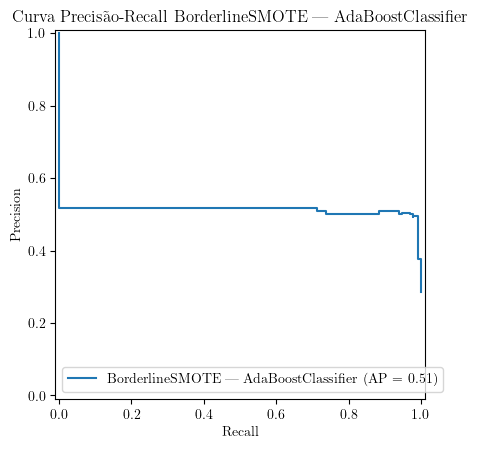 Curva Precisão-Recall BorderlineSMOTE — AdaBoostClassifier
1.0
0.8
0.6
0.4
0.2
0.0
Precision
BorderlineSMOTE — AdaBoostClassifier (AP = 0.51)
0.0 0.2 0.4 0.6 0.8 1.0
Recall